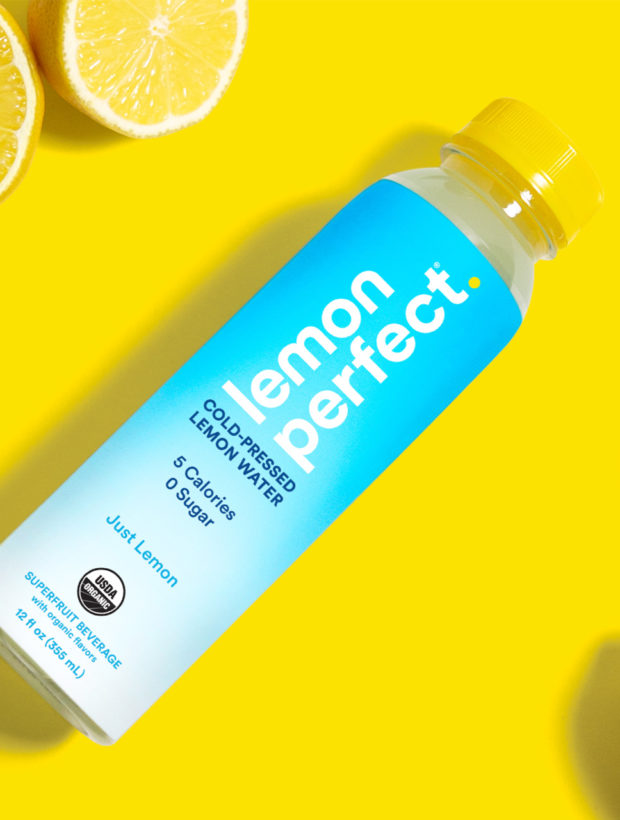 lemon
perfect.®
COLD-PRESSED
LEMON WATER
5 Calories
0 Sugar
Just Lemon
USDA
ORGANIC
SUPERFRUIT BEVERAGE
with organic flavors
12 fl oz (355 mL)